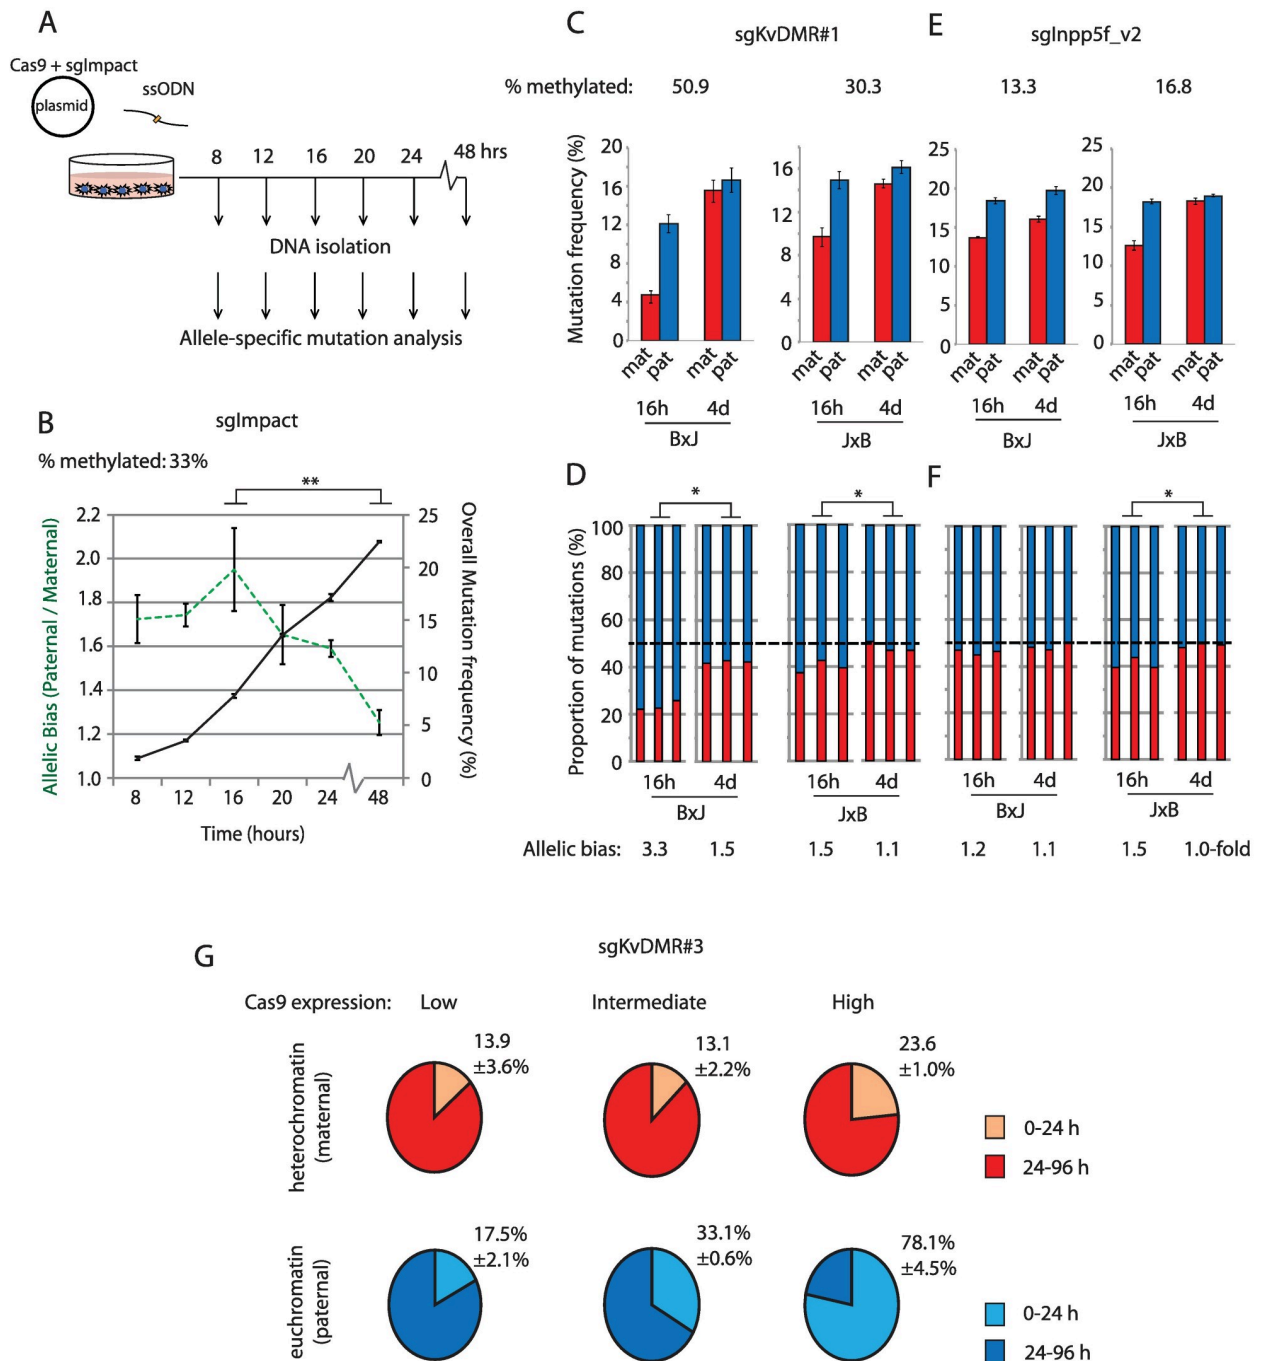 A
Cas9 + sgImpact
plasmid
ssODN
8 12 16 20 24 48 hrs
DNA isolation
Allele-specific mutation analysis
B
sgImpact
% methylated: 33%
**
Allelic Bias (Paternal / Maternal)
2.2
2.0
1.8
1.6
1.4
1.2
1.0
Overall Mutation frequency (%)
25
20
15
10
5
0
8 12 16 20 24 48
Time (hours)
C
sgKvDMR#1
% methylated: 50.9 30.3
Mutation frequency (%)
20
16
12
8
4
0
mat pat mat pat
16h 4d
BxJ
16
12
8
4
0
mat pat mat pat
16h 4d
JxB
E
sgInpp5f_v2
13.3 16.8
25
20
15
10
5
0
mat pat mat pat
16h 4d
BxJ
25
20
15
10
5
0
mat pat mat pat
16h 4d
JxB
D
Proportion of mutations (%)
100
80
60
40
20
0
*
16h 4d
BxJ
*
16h 4d
JxB
Allelic bias: 3.3 1.5 1.5 1.1
F
16h 4d
BxJ
*
16h 4d
JxB
1.2 1.1 1.5 1.0-fold
G
sgKvDMR#3
Cas9 expression: Low Intermediate High
heterochromatin
(maternal)
13.9
±3.6%
13.1
±2.2%
23.6
±1.0%
0-24 h
24-96 h
euchromatin
(paternal)
17.5%
±2.1%
33.1%
±0.6%
78.1%
±4.5%
0-24 h
24-96 h